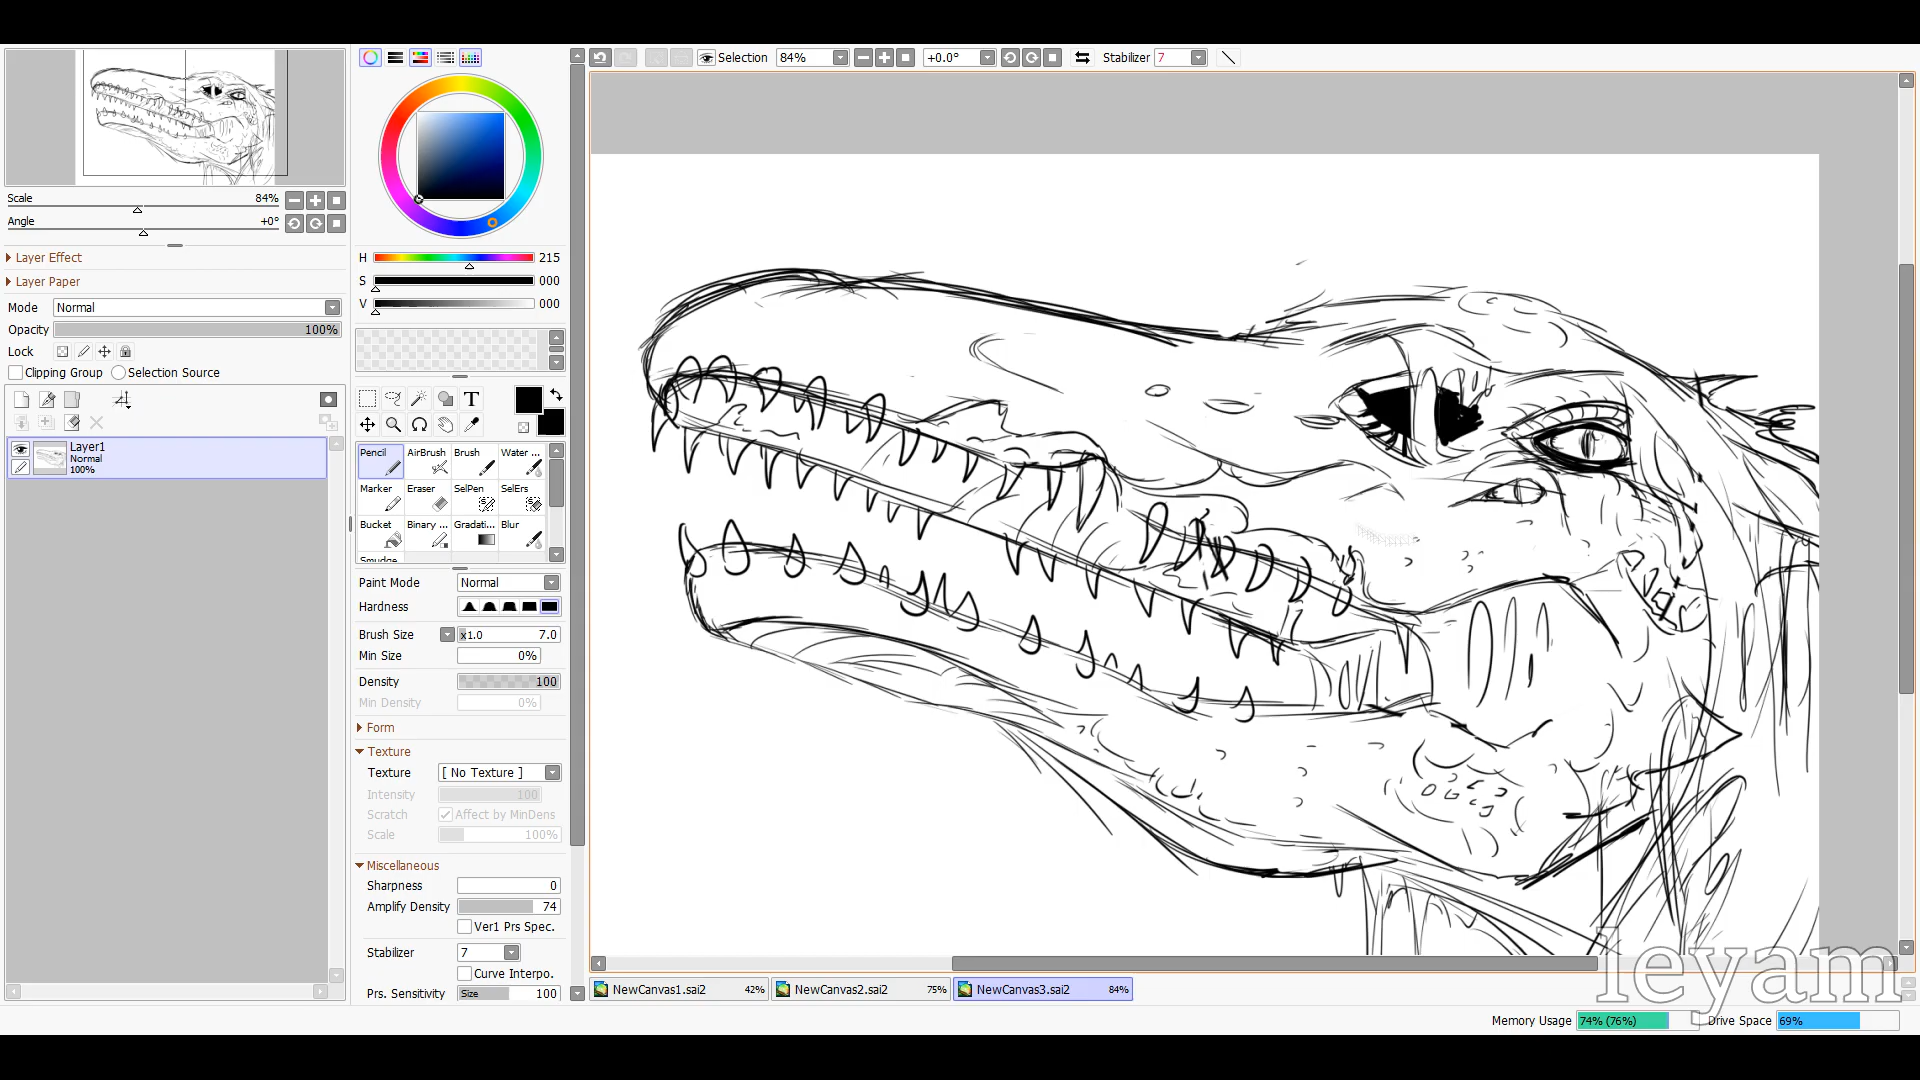 Scale 84%
Angle +0°
Layer Effect
Layer Paper
Mode Normal
Opacity 100%
Lock
Clipping Group Selection Source
Layer1
Normal
100%
H 215
S 000
V 000
T
Pencil AirBrush Brush Water ...
Marker Eraser SelPen SelErs
Bucket Binary ... Gradati... Blur
Smudge
Paint Mode Normal
Hardness
Brush Size x1.0 7.0
Min Size 0%
Density 100
Min Density 0%
Form
Texture
Texture [ No Texture ]
Intensity 100
Scratch Affect by MinDens
Scale 100%
Miscellaneous
Sharpness 0
Amplify Density 74
Ver1 Prs Spec.
Stabilizer 7
Curve Interpo.
Prs. Sensitivity Size 100
Selection 84% +0.0° Stabilizer 7
NewCanvas1.sai2 42% NewCanvas2.sai2 75% NewCanvas3.sai2 84%
leyam
Memory Usage 74% (76%) Drive Space 69%